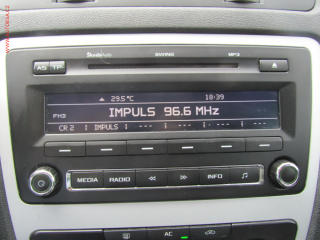 ŠkodaAuto SWING MP3
AS TP
29.5°C 18:39
IMPULS 96.6 MHz
FM3
CR 2 IMPULS
MEDIA RADIO INFO
AC